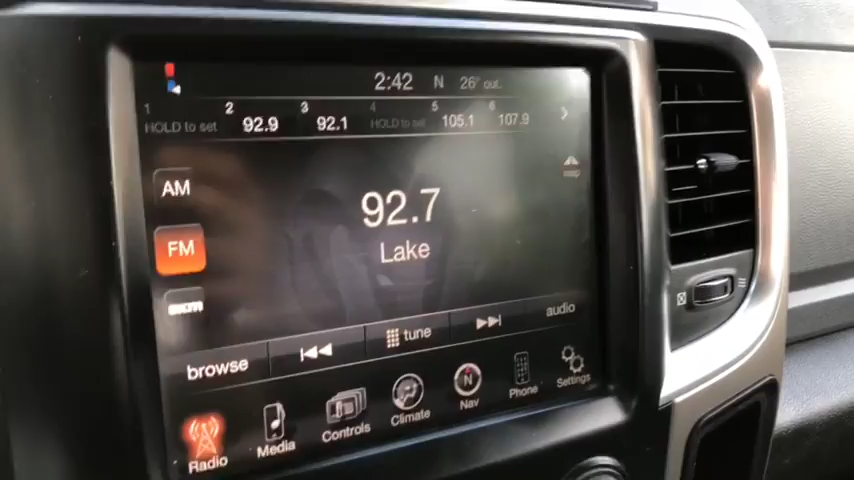 2:42 N 26° out.
1 2 3 4 5 6
HOLD to set 92.9 92.1 HOLD to set 105.1 107.9
AM
92.7
FM
Lake
browse tune audio
Radio Media Controls Climate N Nav Phone Settings